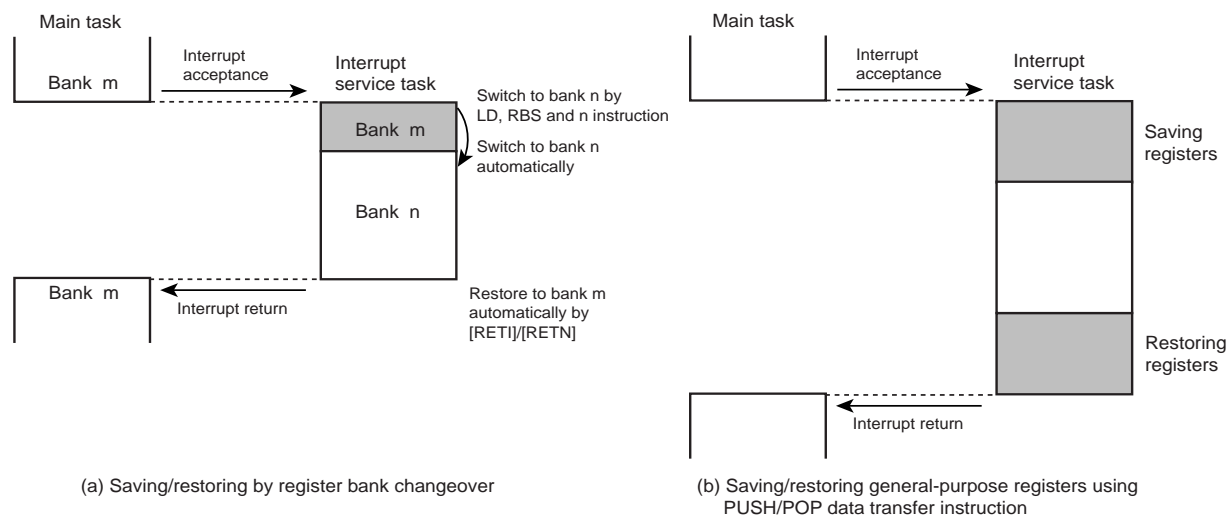 Main task
Bank m
Interrupt
acceptance
Interrupt
service task
Bank m
Switch to bank n by
LD, RBS and n instruction
Switch to bank n
automatically
Bank n
Bank m
Interrupt return
Restore to bank m
automatically by
[RETI]/[RETN]
(a) Saving/restoring by register bank changeover
Main task
Interrupt
acceptance
Interrupt
service task
Saving
registers
Restoring
registers
Interrupt return
(b) Saving/restoring general-purpose registers using
PUSH/POP data transfer instruction